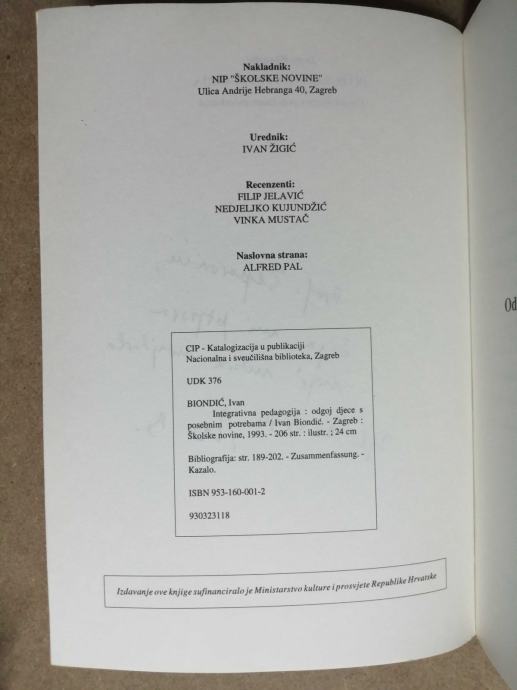 Nakladnik:
NIP "ŠKOLSKE NOVINE"
Ulica Andrije Hebranga 40, Zagreb
Urednik:
IVAN ŽIGIĆ
Recenzenti:
FILIP JELAVIĆ
NEDJELJKO KUJUNDŽIĆ
VINKA MUSTAČ
Naslovna strana:
ALFRED PAL
CIP - Katalogizacija u publikaciji
Nacionalna i sveučilišna biblioteka, Zagreb
UDK 376
BIONDIĆ, Ivan
Integrativna pedagogija : odgoj djece s
posebnim potrebama / Ivan Biondić. - Zagreb :
Školske novine, 1993. - 206 str. : ilustr. ; 24 cm
Bibliografija: str. 189-202. - Zusammenfassung. -
Kazalo.
ISBN 953-160-001-2
930323118
Izdavanje ove knjige sufinanciralo je Ministarstvo kulture i prosvjete Republike Hrvatske
Od